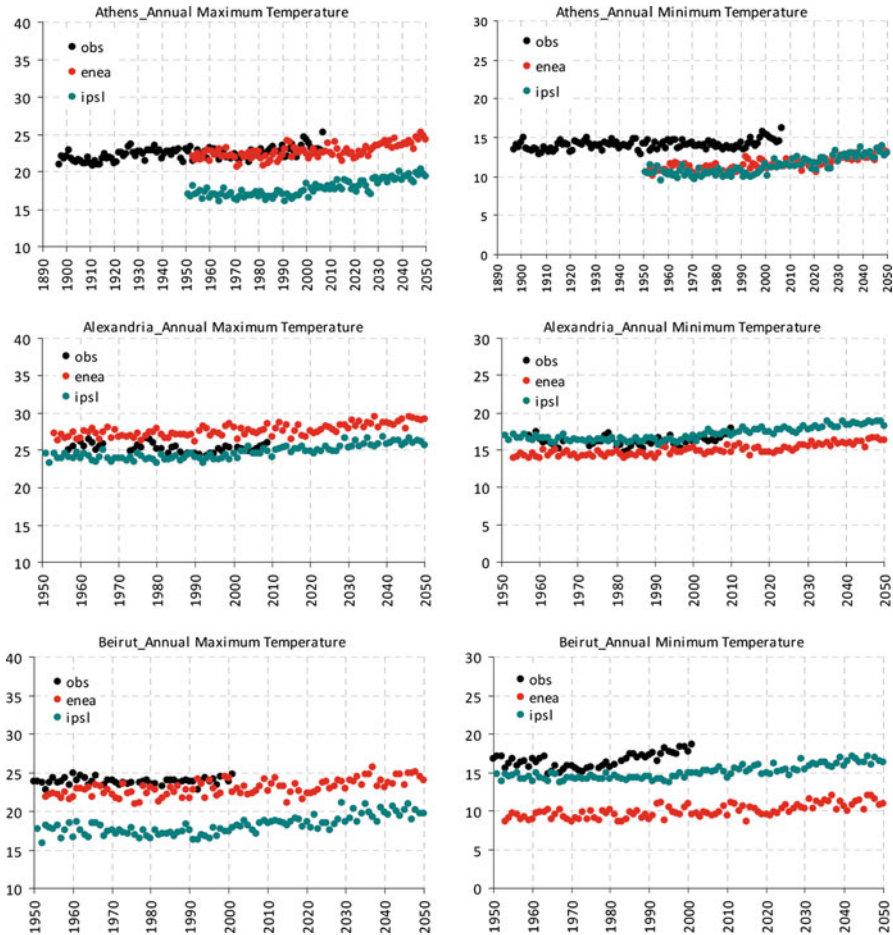 Athens_Annual Maximum Temperature
40
35
30
25
20
15
10
obs
enea
ipsl
1890 1900 1910 1920 1930 1940 1950 1960 1970 1980 1990 2000 2010 2020 2030 2040 2050
Athens_Annual Minimum Temperature
30
25
20
15
10
5
0
obs
enea
ipsl
1890 1900 1910 1920 1930 1940 1950 1960 1970 1980 1990 2000 2010 2020 2030 2040 2050
Alexandria_Annual Maximum Temperature
40
35
30
25
20
15
10
obs
enea
ipsl
1950 1960 1970 1980 1990 2000 2010 2020 2030 2040 2050
Alexandria_Annual Minimum Temperature
30
25
20
15
10
5
0
obs
enea
ipsl
1950 1960 1970 1980 1990 2000 2010 2020 2030 2040 2050
Beirut_Annual Maximum Temperature
40
35
30
25
20
15
10
obs
enea
ipsl
1950 1960 1970 1980 1990 2000 2010 2020 2030 2040 2050
Beirut_Annual Minimum Temperature
30
25
20
15
10
5
0
obs
enea
ipsl
1950 1960 1970 1980 1990 2000 2010 2020 2030 2040 2050